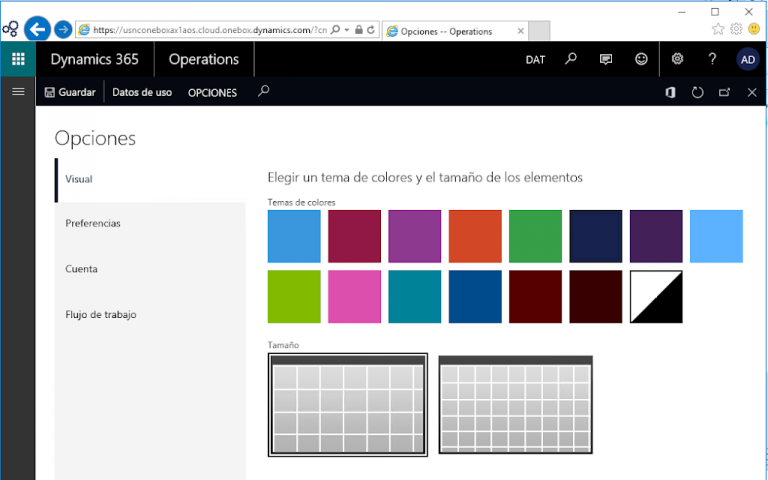 https://usnconeboxax1aos.cloud.onebox.dynamics.com/?cn
Opciones -- Operations
Dynamics 365
Operations
DAT
?
AD
Guardar
Datos de uso
OPCIONES
Opciones
Visual
Elegir un tema de colores y el tamaño de los elementos
Temas de colores
Preferencias
Cuenta
Flujo de trabajo
Tamaño